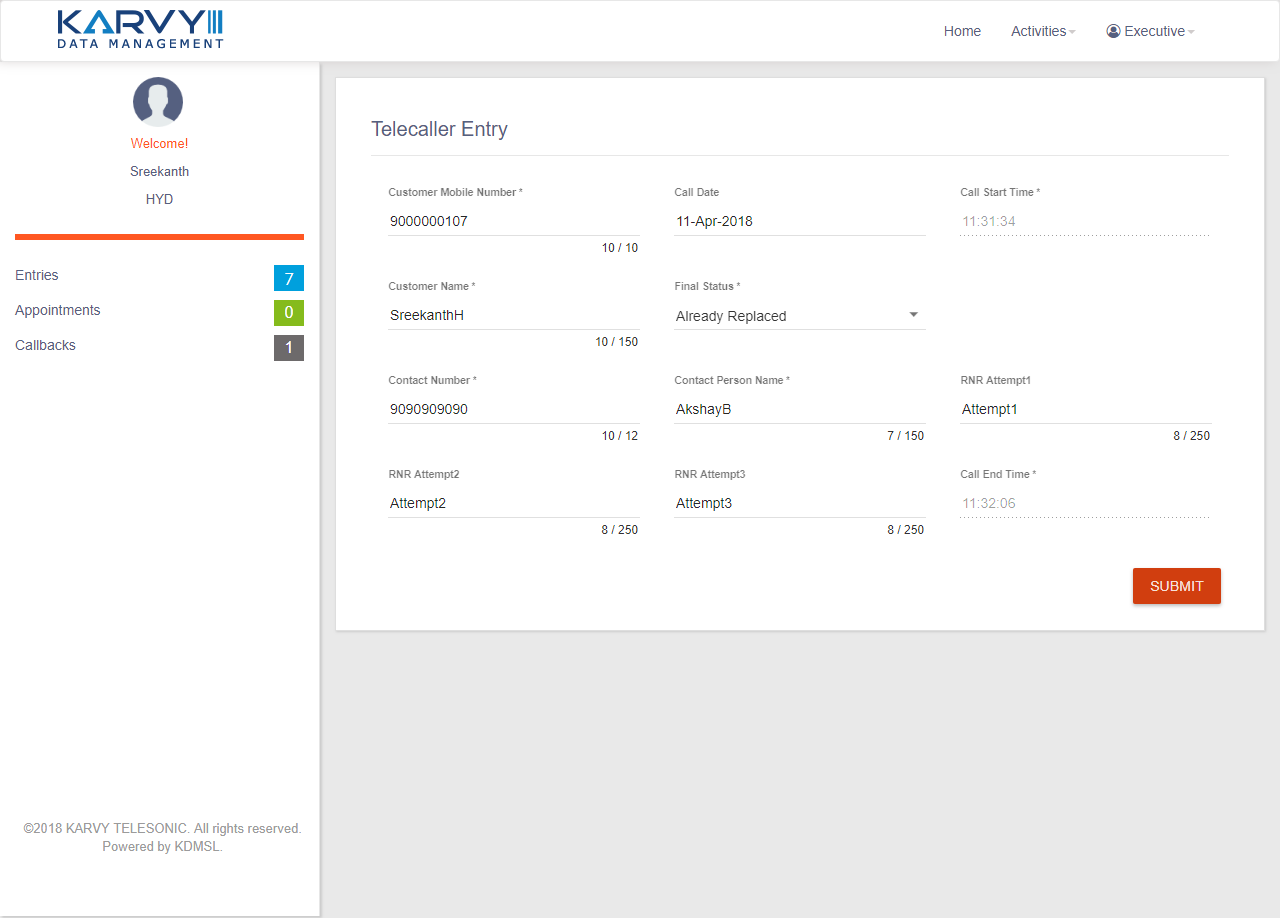 KARVY
DATA MANAGEMENT
Home Activities Executive
Welcome!
Sreekanth
HYD
Entries 7
Appointments 0
Callbacks 1
©2018 KARVY TELESONIC. All rights reserved.
Powered by KDMSL.
Telecaller Entry
Customer Mobile Number * Call Date Call Start Time *
9000000107 11-Apr-2018 11:31:34
10 / 10
Customer Name * Final Status *
SreekanthH Already Replaced
10 / 150
Contact Number * Contact Person Name * RNR Attempt1
9090909090 AkshayB Attempt1
10 / 12 7 / 150 8 / 250
RNR Attempt2 RNR Attempt3 Call End Time *
Attempt2 Attempt3 11:32:06
8 / 250 8 / 250
SUBMIT